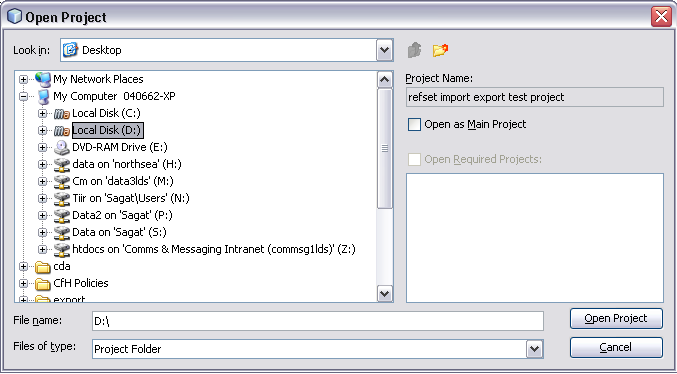 Open Project
Look in: Desktop
My Network Places
My Computer 040662-XP
Local Disk (C:)
Local Disk (D:)
DVD-RAM Drive (E:)
data on 'northsea' (H:)
Cm on 'data3lds' (M:)
Tiir on 'Sagat\Users' (N:)
Data2 on 'Sagat' (P:)
Data on 'Sagat' (S:)
htdocs on 'Comms & Messaging Intranet (commsg1lds)' (Z:)
cda
CfH Policies
export
Project Name:
refset import export test project
Open as Main Project
Open Required Projects:
File name: D:\
Open Project
Files of type: Project Folder
Cancel